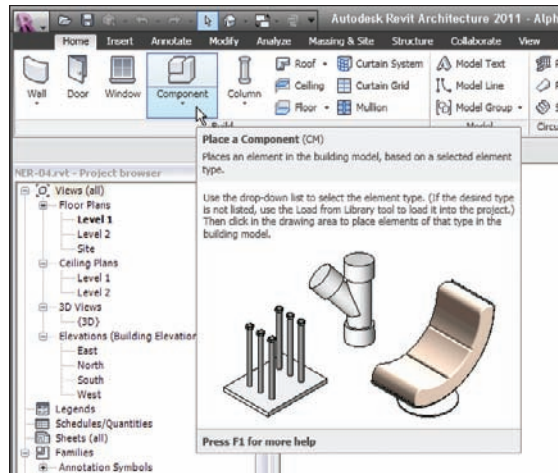 Autodesk Revit Architecture 2011 - Alph
Home Insert Annotate Modify Analyze Massing & Site Structure Collaborate View
Wall Door Window Component Column
Roof Curtain System Model Text
Ceiling Curtain Grid Model Line
Floor Mullion Model Group
Circu
Place a Component (CM)
Places an element in the building model, based on a selected element
type.
Use the drop-down list to select the element type. (If the desired type
is not listed, use the Load from Library tool to load it into the project.)
Then click in the drawing area to place elements of that type in the
building model.
Press F1 for more help
NER-04.rvt - Project browser
Views (all)
Floor Plans
Level 1
Level 2
Site
Ceiling Plans
Level 1
Level 2
3D Views
{3D}
Elevations (Building Elevation
East
North
South
West
Legends
Schedules/Quantities
Sheets (all)
Families
Annotation Symbols